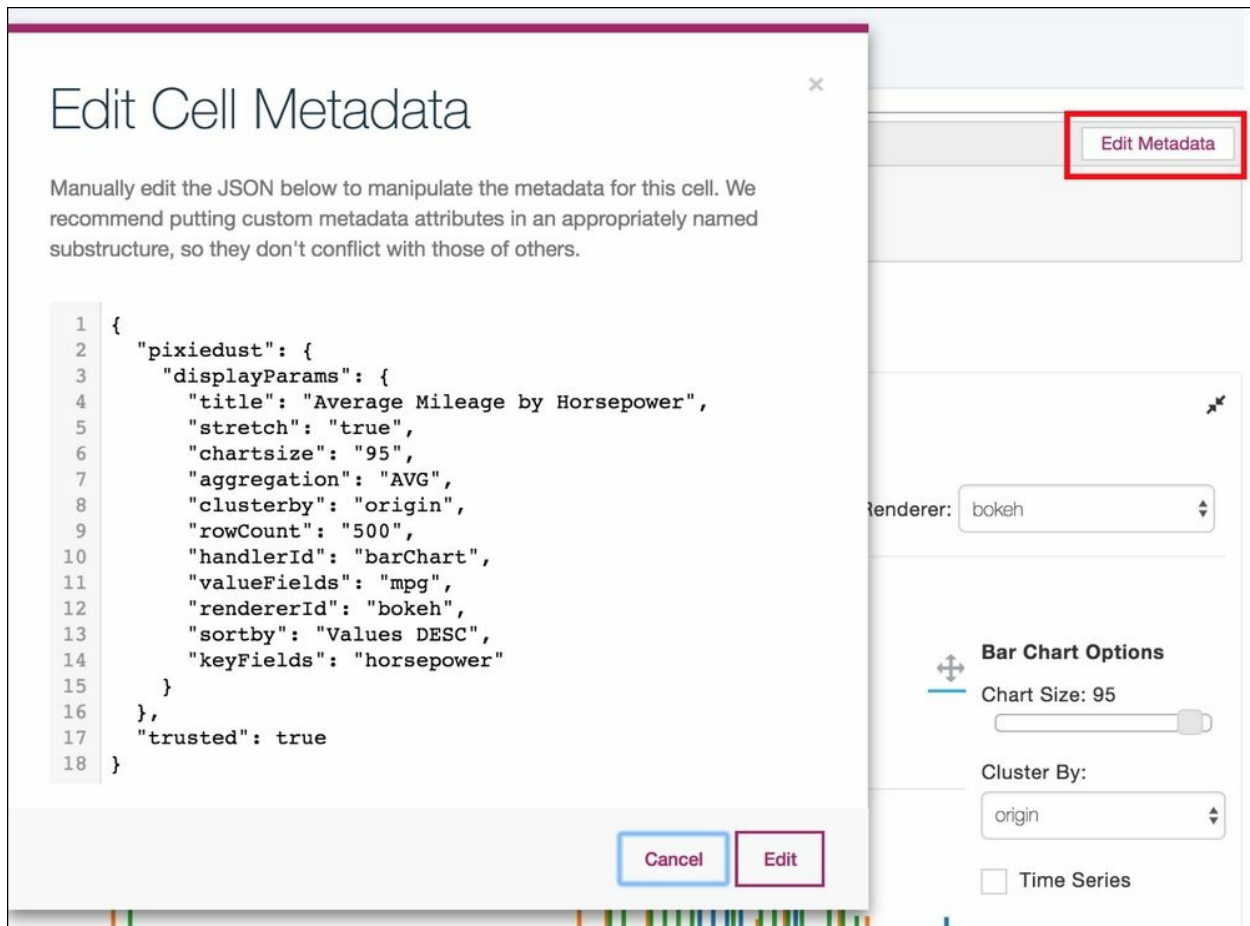 Edit Cell Metadata
×
Edit Metadata
Manually edit the JSON below to manipulate the metadata for this cell. We
recommend putting custom metadata attributes in an appropriately named
substructure, so they don't conflict with those of others.
1 {
2 "pixiedust": {
3 "displayParams": {
4 "title": "Average Mileage by Horsepower",
5 "stretch": "true",
6 "chartsize": "95",
7 "aggregation": "AVG",
8 "clusterby": "origin",
9 "rowCount": "500",
10 "handlerId": "barChart",
11 "valueFields": "mpg",
12 "rendererId": "bokeh",
13 "sortby": "Values DESC",
14 "keyFields": "horsepower"
15 }
16 },
17 "trusted": true
18 }
Cancel
Edit
Renderer: bokeh
Bar Chart Options
Chart Size: 95
Cluster By:
origin
Time Series